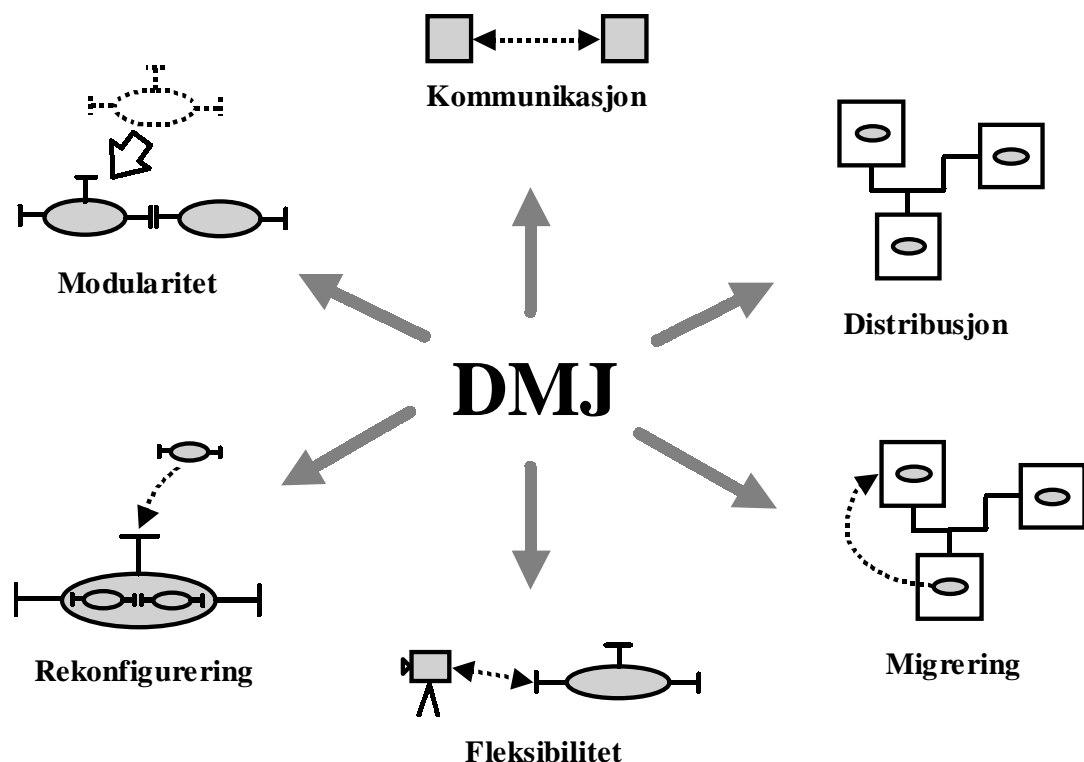 Kommunikasjon
Modularitet
Distribusjon
DMJ
Rekonfigurering
Migrering
Fleksibilitet